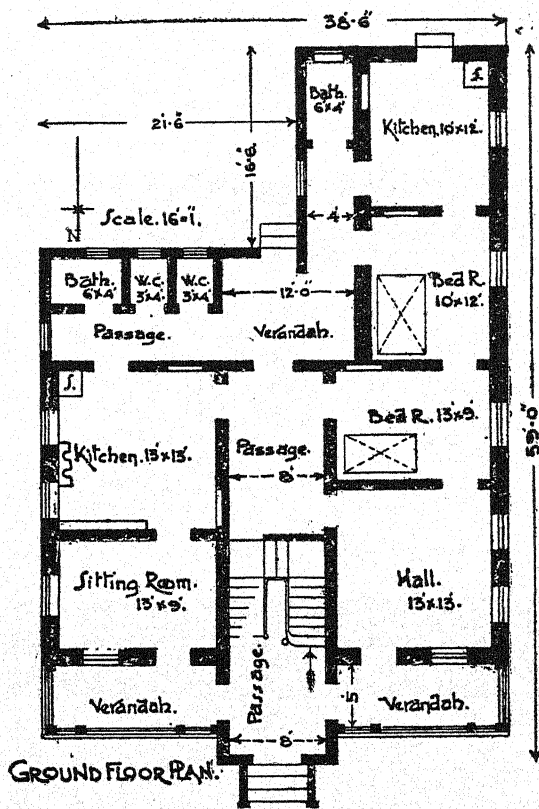 38'-6"
Bath.
6'x4'
Kitchen 10'x12'.
f.
21'-6"
16'-6"
4'
Scale. 16'=1".
N
Bath.
6'x4'
W.C.
3'x4'
W.C.
3'x4'
12'-0"
Bed R.
10'x12'.
Passage.
Verandah.
f.
Kitchen. 13'x13'.
Passage.
8'
Bed R. 13'x9'.
59'-0"
Sitting Room.
13'x9'.
Hall.
13'x13'.
Passage.
Verandah.
5'
Verandah.
8'
GROUND FLOOR PLAN.